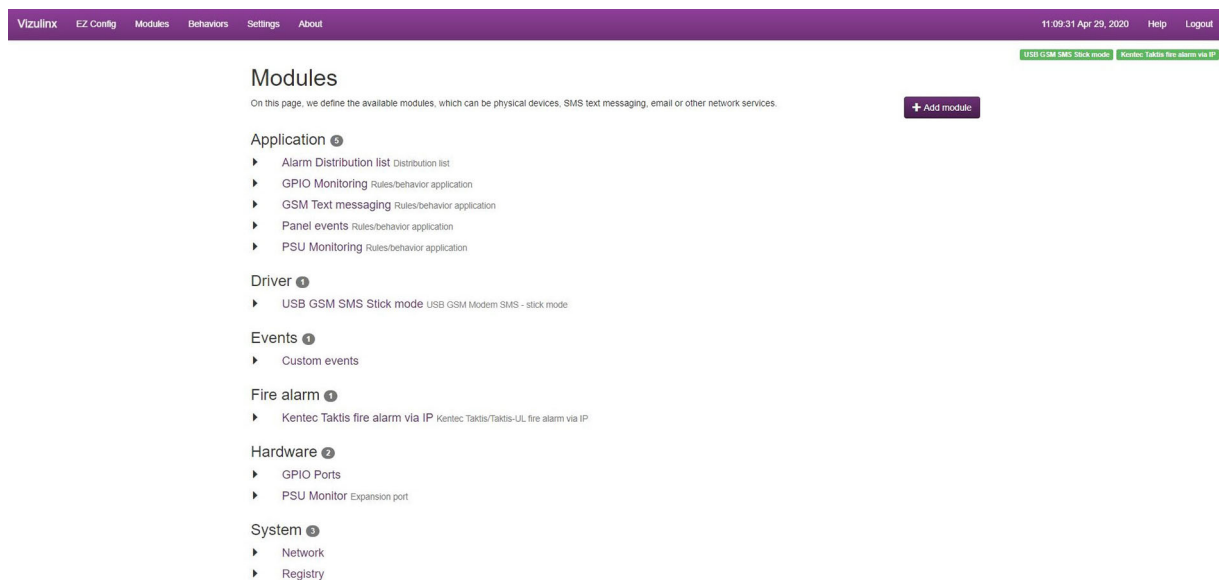 Vizulinx EZ Config Modules Behaviors Settings About 11:09:31 Apr 29, 2020 Help Logout
USB GSM SMS Stick mode Kentec Taktis fire alarm via IP
Modules
On this page, we define the available modules, which can be physical devices, SMS text messaging, email or other network services.
+ Add module
Application 5
Alarm Distribution list Distribution list
GPIO Monitoring Rules/behavior application
GSM Text messaging Rules/behavior application
Panel events Rules/behavior application
PSU Monitoring Rules/behavior application
Driver 1
USB GSM SMS Stick mode USB GSM Modem SMS - stick mode
Events 1
Custom events
Fire alarm 1
Kentec Taktis fire alarm via IP Kentec Taktis/Taktis-UL fire alarm via IP
Hardware 2
GPIO Ports
PSU Monitor Expansion port
System 3
Network
Registry